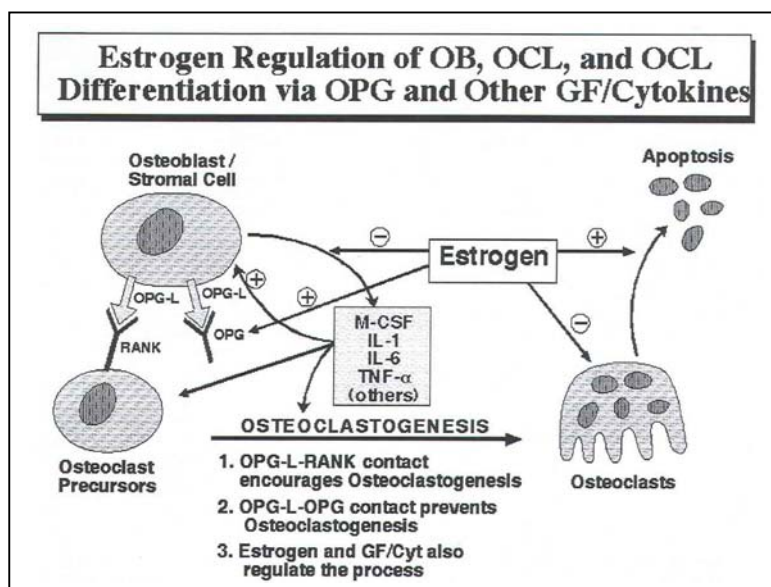 Estrogen Regulation of OB, OCL, and OCL
Differentiation via OPG and Other GF/Cytokines
Osteoblast /
Stromal Cell
Apoptosis
−
Estrogen
+
OPG-L
OPG-L
+
+
OPG
RANK
−
M-CSF
IL-1
IL-6
TNF-α
(others)
OSTEOCLASTOGENESIS
Osteoclast
Precursors
1. OPG-L-RANK contact
encourages Osteoclastogenesis
2. OPG-L-OPG contact prevents
Osteoclastogenesis
3. Estrogen and GF/Cyt also
regulate the process
Osteoclasts